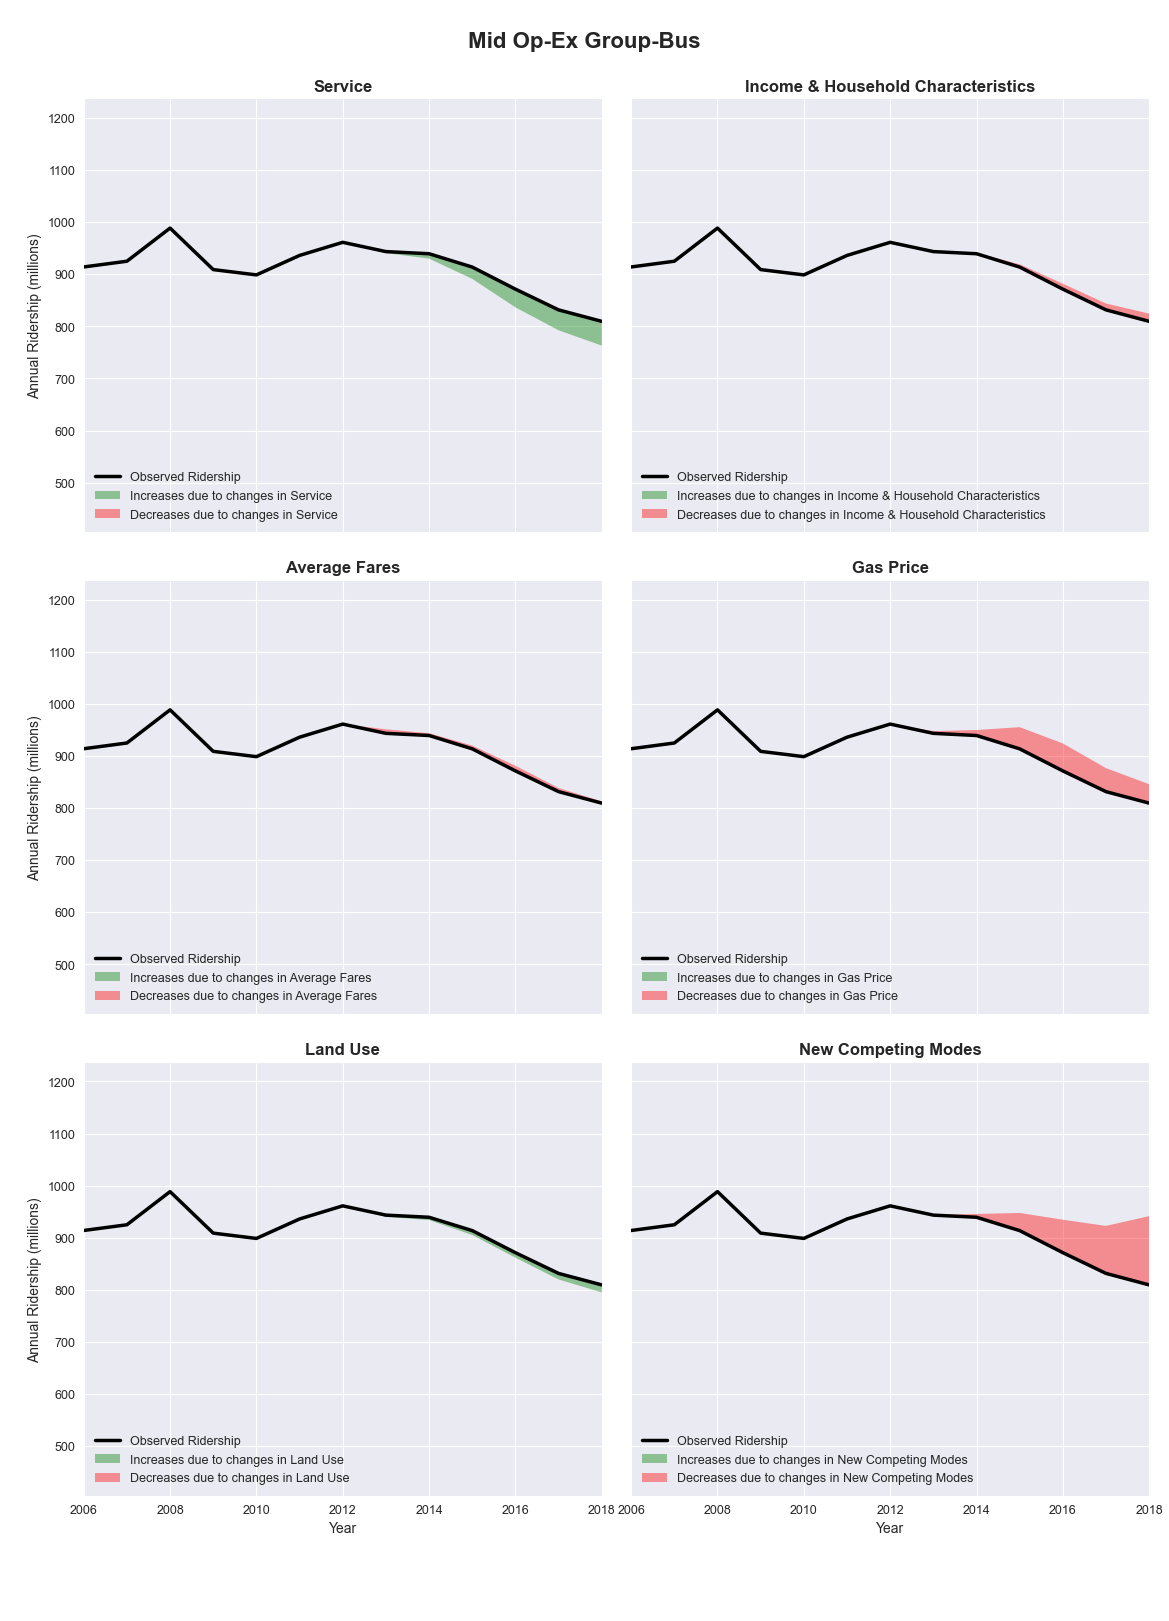 Mid Op-Ex Group-Bus
Service
1200
1100
1000
900
800
700
600
500
Annual Ridership (millions)
Observed Ridership
Increases due to changes in Service
Decreases due to changes in Service
Income & Household Characteristics
Observed Ridership
Increases due to changes in Income & Household Characteristics
Decreases due to changes in Income & Household Characteristics
Average Fares
1200
1100
1000
900
800
700
600
500
Annual Ridership (millions)
Observed Ridership
Increases due to changes in Average Fares
Decreases due to changes in Average Fares
Gas Price
Observed Ridership
Increases due to changes in Gas Price
Decreases due to changes in Gas Price
Land Use
1200
1100
1000
900
800
700
600
500
Annual Ridership (millions)
Observed Ridership
Increases due to changes in Land Use
Decreases due to changes in Land Use
2006 2008 2010 2012 2014 2016 2018
Year
New Competing Modes
Observed Ridership
Increases due to changes in New Competing Modes
Decreases due to changes in New Competing Modes
2006 2008 2010 2012 2014 2016 2018
Year